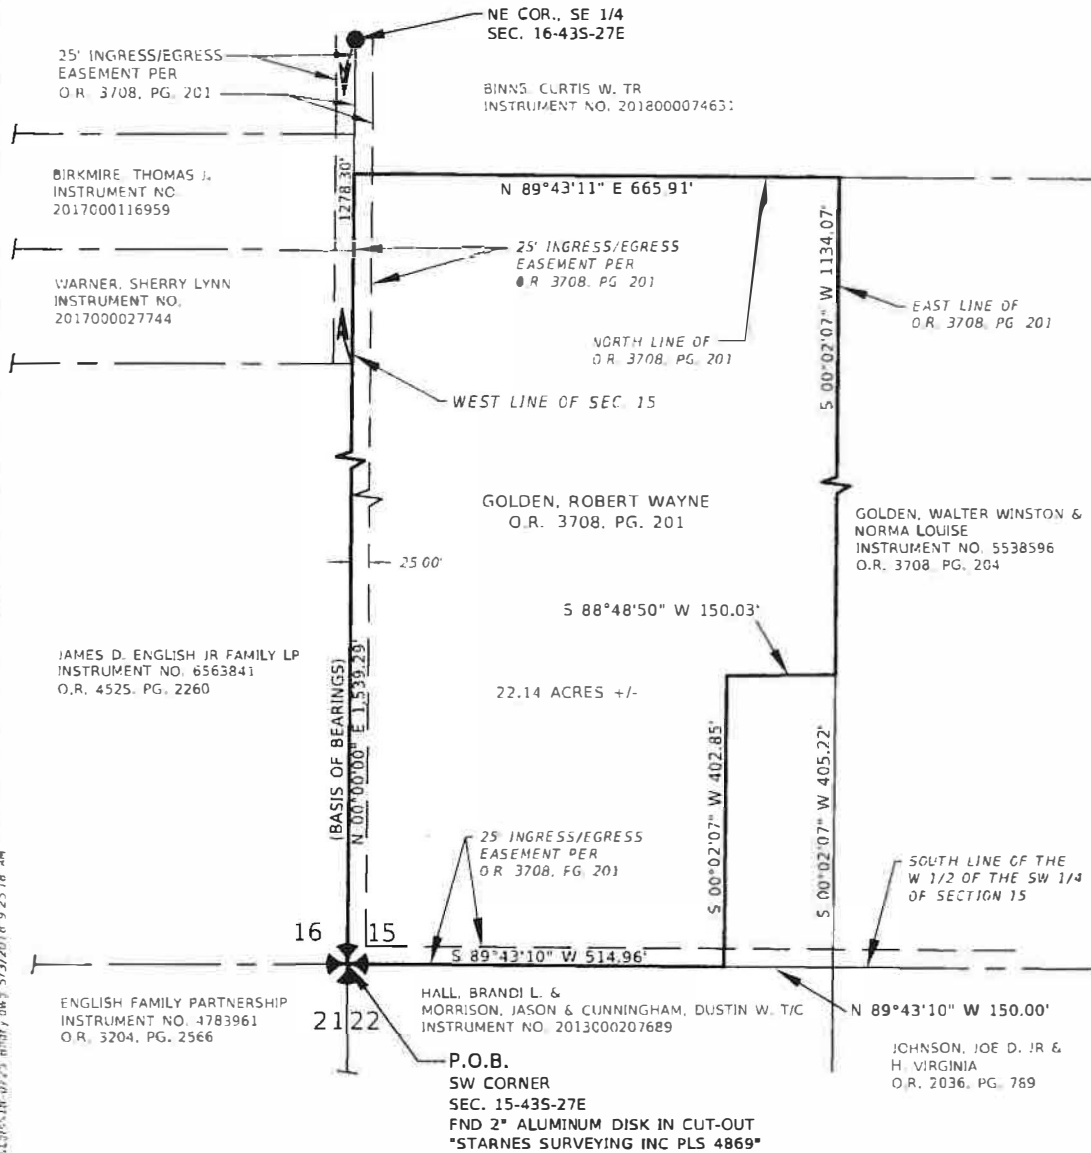 NE COR., SE 1/4
SEC. 16-43S-27E
25' INGRESS/EGRESS
EASEMENT PER
O.R. 3708, PG. 201
BINNS, CURTIS W. TR
INSTRUMENT NO. 2018000074631
BIRKMIRE, THOMAS J.
INSTRUMENT NO.
2017000116959
1278.30'
N 89°43'11" E 665.91'
25' INGRESS/EGRESS
EASEMENT PER
O.R. 3708, PG 201
WARNER, SHERRY LYNN
INSTRUMENT NO.
2017000027744
S 00°02'07" W 1134.07'
EAST LINE OF
O.R. 3708, PG 201
NORTH LINE OF
O.R. 3708, PG 201
WEST LINE OF SEC. 15
GOLDEN, ROBERT WAYNE
O.R. 3708, PG. 201
GOLDEN, WALTER WINSTON &
NORMA LOUISE
INSTRUMENT NO. 5538596
O.R. 3708, PG. 204
25.00'
S 88°48'50" W 150.03'
JAMES D. ENGLISH JR FAMILY LP
INSTRUMENT NO. 6563841
O.R. 4525, PG. 2260
(BASIS OF BEARINGS)
N 00°00'00" E 1,539.29'
22.14 ACRES +/-
S 00°02'07" W 402.85'
S 00°02'07" W 405.22'
25' INGRESS/EGRESS
EASEMENT PER
O.R. 3708, PG. 201
SOUTH LINE OF THE
W 1/2 OF THE SW 1/4
OF SECTION 15
16 15
S 89°43'10" W 514.96'
21 22
ENGLISH FAMILY PARTNERSHIP
INSTRUMENT NO. 4783961
O.R. 3204, PG. 2566
HALL, BRANDI L. &
MORRISON, JASON & CUNNINGHAM, DUSTIN W. T/C
INSTRUMENT NO. 2013000207689
N 89°43'10" W 150.00'
JOHNSON, JOE D. JR &
H. VIRGINIA
O.R. 2036, PG. 789
P.O.B.
SW CORNER
SEC. 15-43S-27E
FND 2" ALUMINUM DISK IN CUT-OUT
"STARNES SURVEYING INC PLS 4869"
5/3/2018 9:25:18 AM